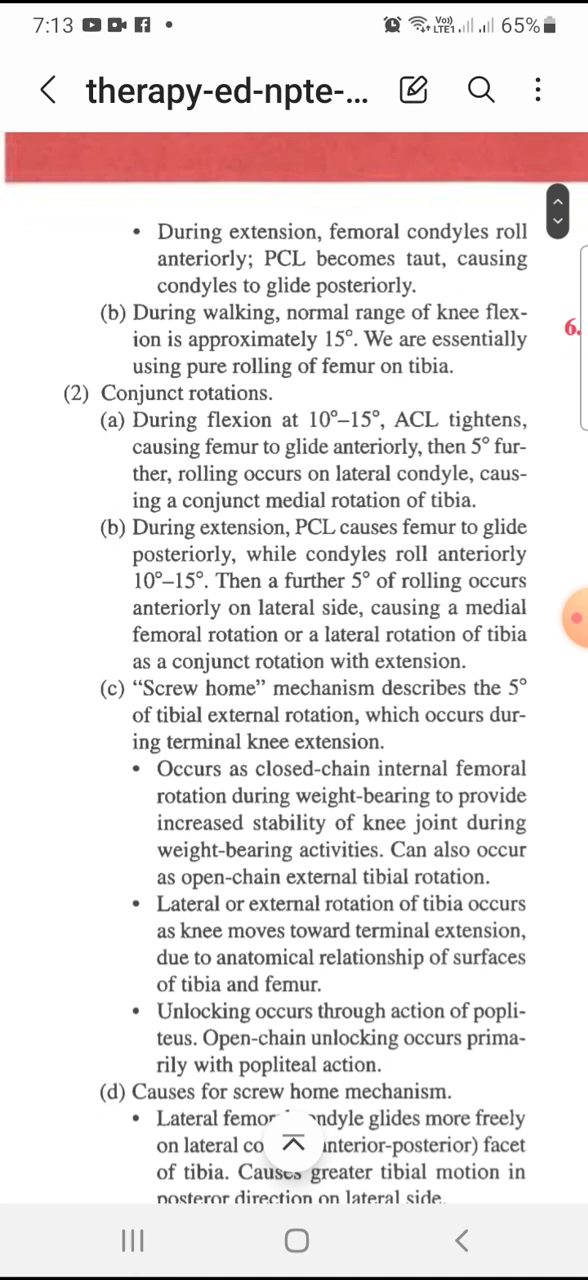 7:13
Vo)) LTE1 65%
therapy-ed-npte-...
• During extension, femoral condyles roll
anteriorly; PCL becomes taut, causing
condyles to glide posteriorly.
(b) During walking, normal range of knee flex-
ion is approximately 15°. We are essentially
using pure rolling of femur on tibia.
6.
(2) Conjunct rotations.
(a) During flexion at 10°–15°, ACL tightens,
causing femur to glide anteriorly, then 5° fur-
ther, rolling occurs on lateral condyle, caus-
ing a conjunct medial rotation of tibia.
(b) During extension, PCL causes femur to glide
posteriorly, while condyles roll anteriorly
10°–15°. Then a further 5° of rolling occurs
anteriorly on lateral side, causing a medial
femoral rotation or a lateral rotation of tibia
as a conjunct rotation with extension.
(c) “Screw home” mechanism describes the 5°
of tibial external rotation, which occurs dur-
ing terminal knee extension.
• Occurs as closed-chain internal femoral
rotation during weight-bearing to provide
increased stability of knee joint during
weight-bearing activities. Can also occur
as open-chain external tibial rotation.
• Lateral or external rotation of tibia occurs
as knee moves toward terminal extension,
due to anatomical relationship of surfaces
of tibia and femur.
• Unlocking occurs through action of popli-
teus. Open-chain unlocking occurs prima-
rily with popliteal action.
(d) Causes for screw home mechanism.
• Lateral glides more freely
on lateral facet
of tibia. Causes greater tibial motion in
posteror direction on lateral side.